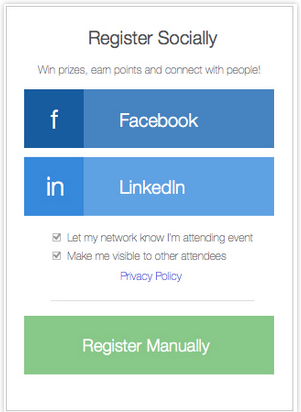 Register Socially
Win prizes, earn points and connect with people!
f Facebook
in LinkedIn
Let my network know I'm attending event
Make me visible to other attendees
Privacy Policy
Register Manually